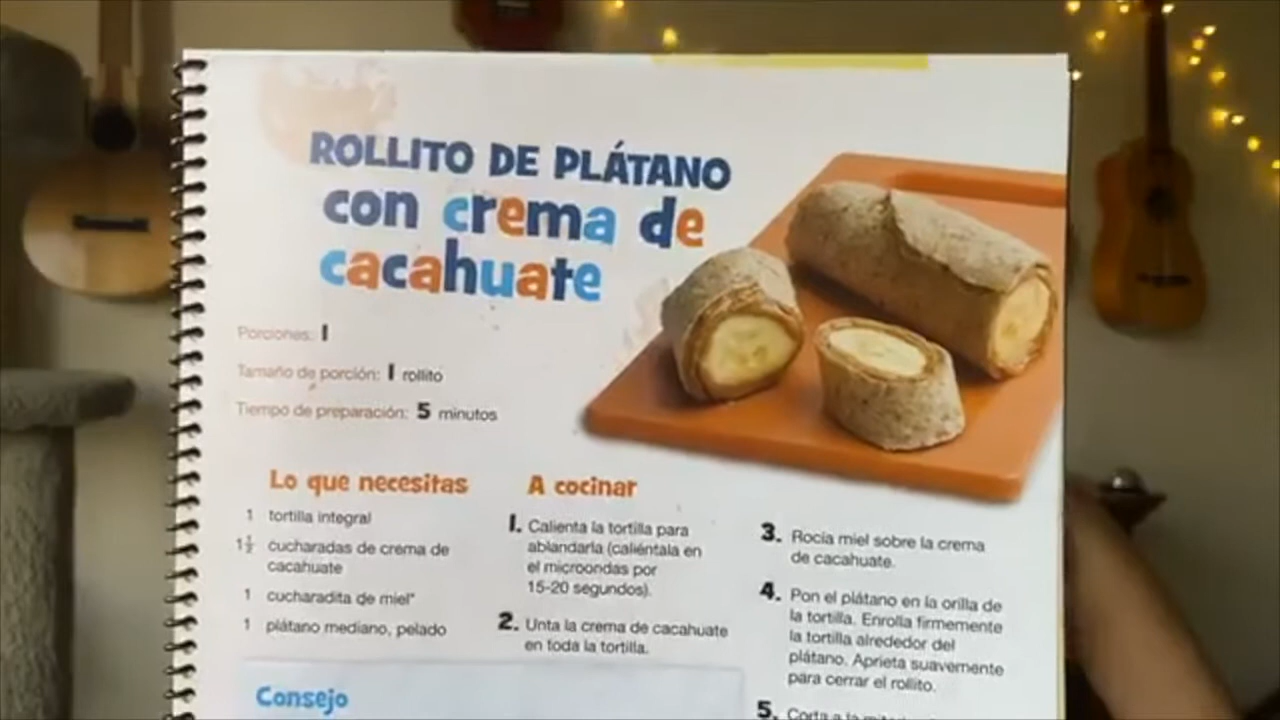 ROLLITO DE PLÁTANO
con crema de
cacahuate
Porciones: 1
Tamaño de porción: 1 rollito
Tiempo de preparación: 5 minutos
Lo que necesitas
1 tortilla integral
1½ cucharadas de crema de
cacahuate
1 cucharadita de miel*
1 plátano mediano, pelado
Consejo
A cocinar
1. Calienta la tortilla para
ablandarla (caliéntala en
el microondas por
15-20 segundos).
2. Unta la crema de cacahuate
en toda la tortilla.
3. Rocía miel sobre la crema
de cacahuate.
4. Pon el plátano en la orilla de
la tortilla. Enrolla firmemente
la tortilla alrededor del
plátano. Aprieta suavemente
para cerrar el rollito.
5. Corta a la